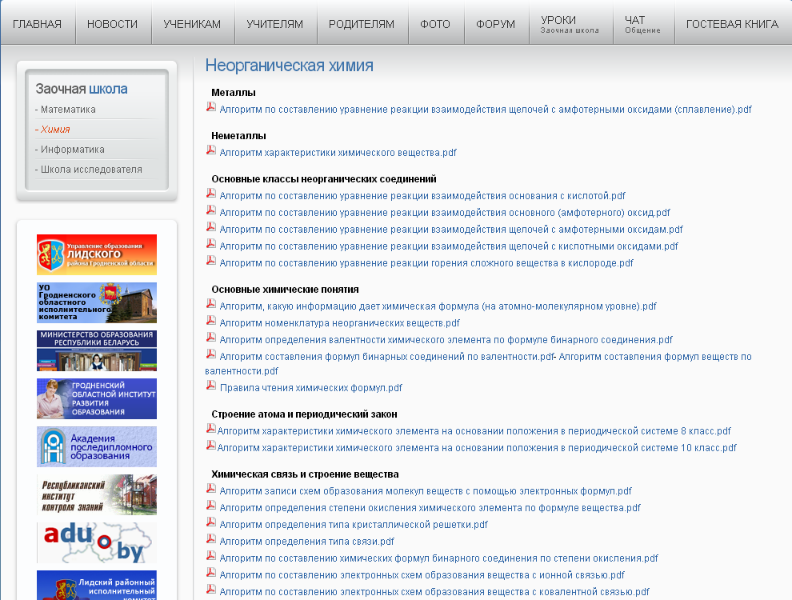 ГЛАВНАЯ
НОВОСТИ
УЧЕНИКАМ
УЧИТЕЛЯМ
РОДИТЕЛЯМ
ФОТО
ФОРУМ
УРОКИ
Заочная школа
ЧАТ
Общение
ГОСТЕВАЯ КНИГА
Заочная школа
- Математика
- Химия
- Информатика
- Школа исследователя
Управление образования
ЛИДСКОГО
района Гродненской области
УО
Гродненского
областного
исполнительного
комитета
МИНИСТЕРСТВО ОБРАЗОВАНИЯ
РЕСПУБЛИКИ БЕЛАРУСЬ
ГРОДНЕНСКИЙ
ОБЛАСТНОЙ ИНСТИТУТ
РАЗВИТИЯ
ОБРАЗОВАНИЯ
Академия
последипломного
образования
Республиканский
институт
контроля знаний
adu by
Лидский районный
исполнительный
комитет
Неорганическая химия
Металлы
Алгоритм по составлению уравнение реакции взаимодействия щелочей с амфотерными оксидами (сплавление).pdf
Неметаллы
Алгоритм характеристики химического вещества.pdf
Основные классы неорганических соединений
Алгоритм по составлению уравнение реакции взаимодействия основания с кислотой.pdf
Алгоритм по составлению уравнение реакции взаимодействия основного (амфотерного) оксид.pdf
Алгоритм по составлению уравнение реакции взаимодействия щелочей с амфотерными оксидам.pdf
Алгоритм по составлению уравнение реакции взаимодействия щелочей с кислотными оксидами.pdf
Алгоритм по составлению уравнение реакции горения сложного вещества в кислороде.pdf
Основные химические понятия
Алгоритм, какую информацию дает химическая формула (на атомно-молекулярном уровне).pdf
Алгоритм номенклатура неорганических веществ.pdf
Алгоритм определения валентности химического элемента по формуле бинарного соединения.pdf
Алгоритм составления формул бинарных соединений по валентности.pdf- Алгоритм составления формул веществ по
валентности.pdf
Правила чтения химических формул.pdf
Строение атома и периодический закон
Алгоритм характеристики химического элемента на основании положения в периодической системе 8 класс.pdf
Алгоритм характеристики химического элемента на основании положения в периодической системе 10 класс.pdf
Химическая связь и строение вещества
Алгоритм записи схем образования молекул веществ с помощью электронных формул.pdf
Алгоритм определения степени окисления химического элемента по формуле вещества.pdf
Алгоритм определения типа кристаллической решетки.pdf
Алгоритм определения типа связи.pdf
Алгоритм по составлению химических формул бинарного соединения по степени окисления.pdf
Алгоритм по составлению электронных схем образования вещества с ионной связью.pdf
Алгоритм по составлению электронных схем образования вещества с ковалентной связью.pdf